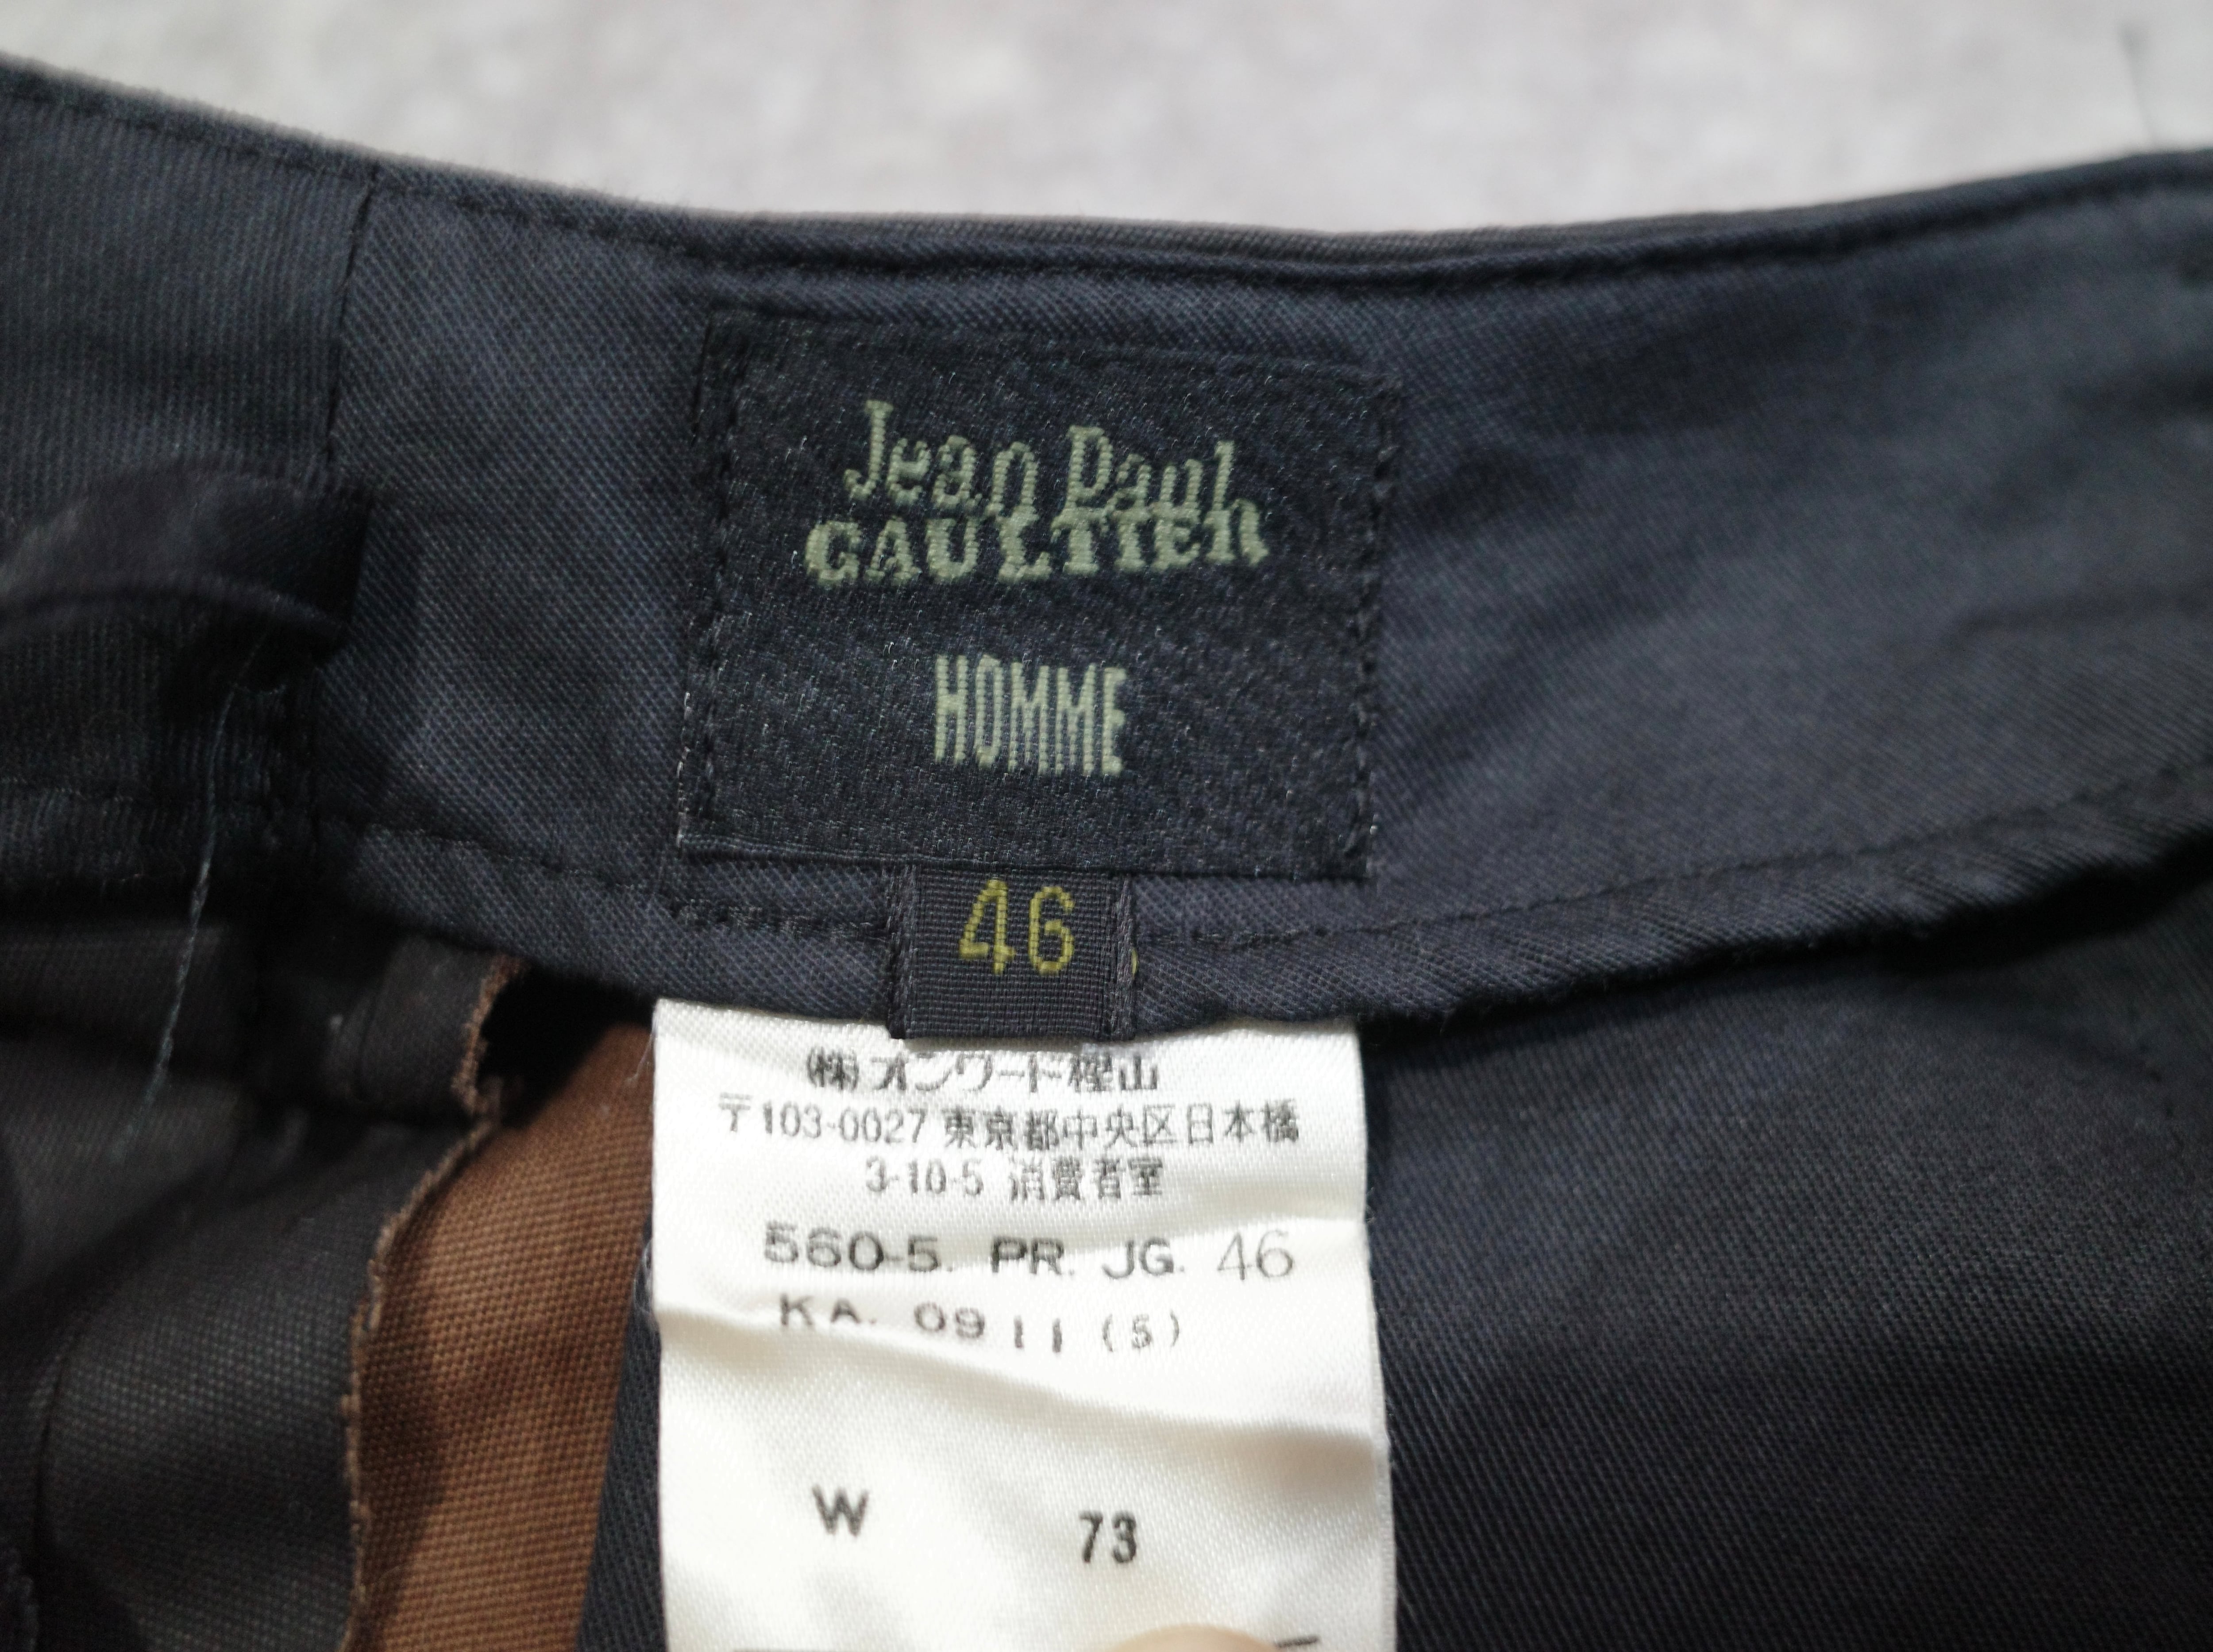 Jean Paul
GAULTIER
HOMME
46
㈱オンワード樫山
〒103-0027 東京都中央区日本橋
3-10-5 消費者室
560-5. PR. JG. 46
KA. 0911 (5)
W 73